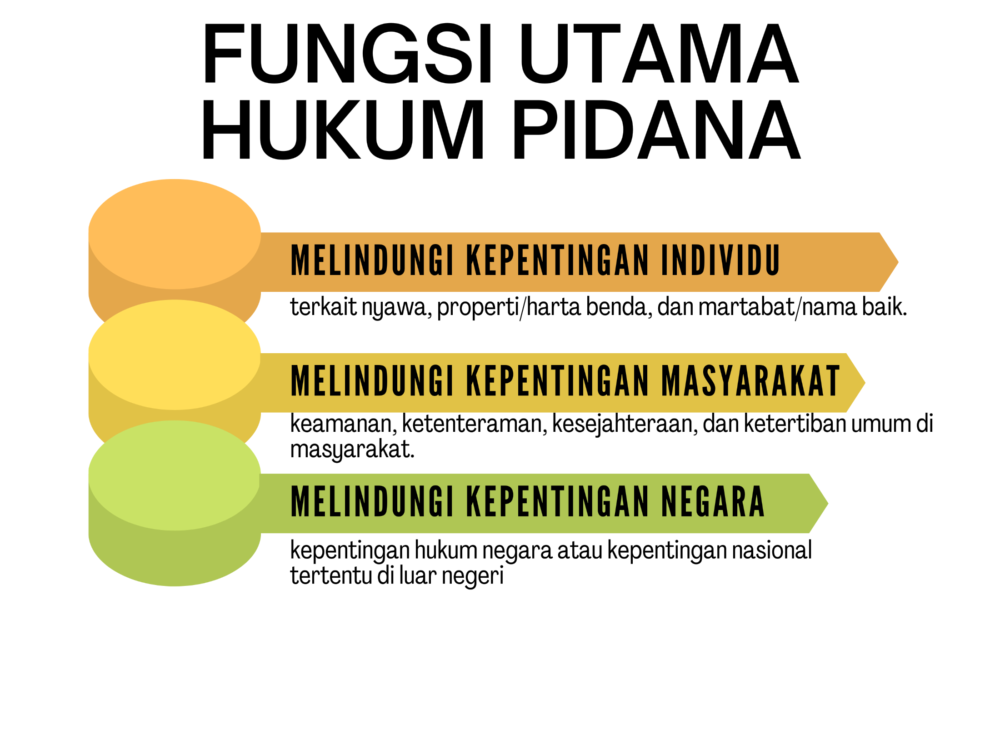 FUNGSI UTAMA
HUKUM PIDANA
MELINDUNGI KEPENTINGAN INDIVIDU
terkait nyawa, properti/harta benda, dan martabat/nama baik.
MELINDUNGI KEPENTINGAN MASYARAKAT
keamanan, ketenteraman, kesejahteraan, dan ketertiban umum di
masyarakat.
MELINDUNGI KEPENTINGAN NEGARA
kepentingan hukum negara atau kepentingan nasional
tertentu di luar negeri